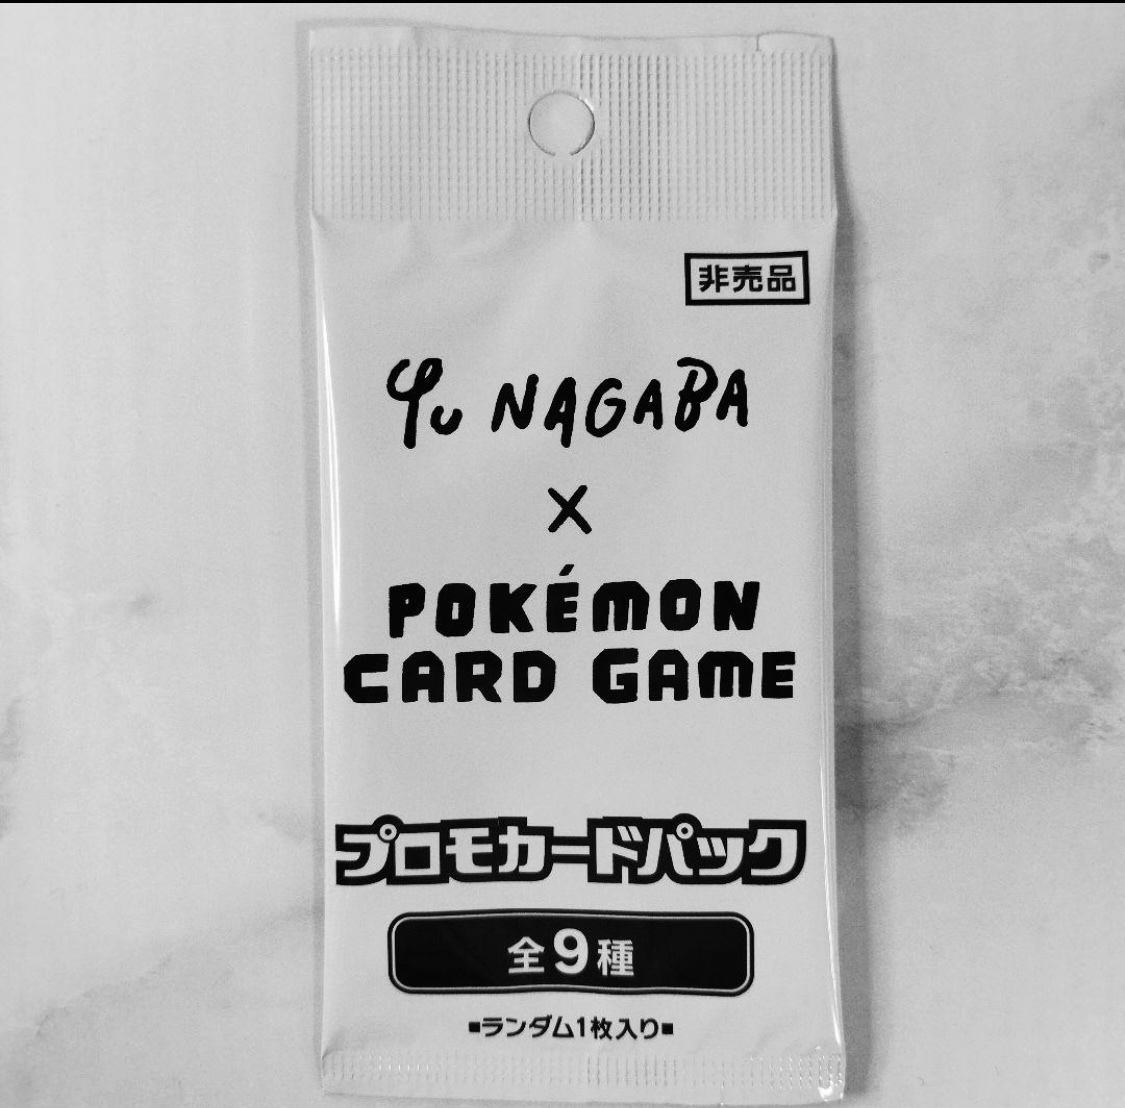 非売品
Yu NAGABA
×
POKÉMON
CARD GAME
プロモカードパック
全9種
■ランダム1枚入り■